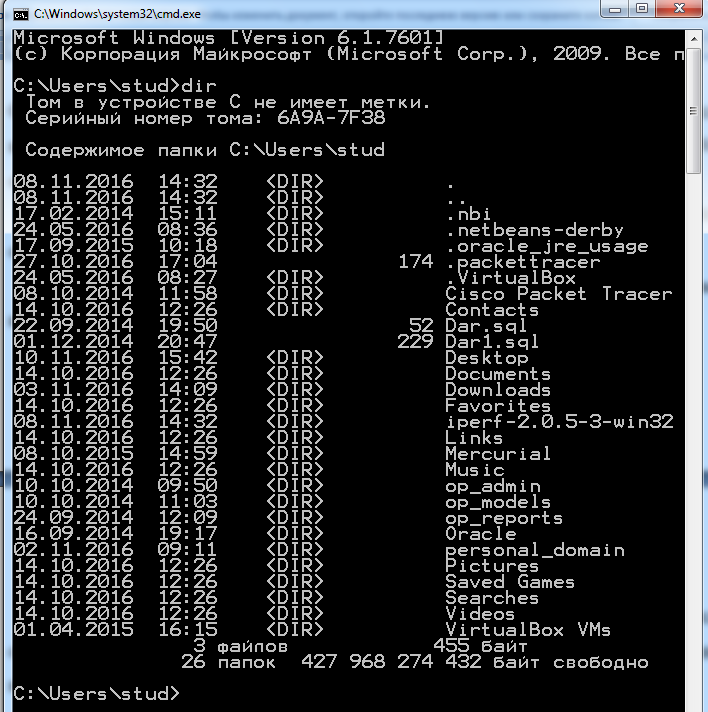 C:\Windows\system32\cmd.exe
Microsoft Windows [Version 6.1.7601]
(c) Корпорация Майкрософт (Microsoft Corp.), 2009. Все п
C:\Users\stud>dir
Том в устройстве C не имеет метки.
Серийный номер тома: 6A9A-7F38
Содержимое папки C:\Users\stud
08.11.2016 14:32 <DIR> .
08.11.2016 14:32 <DIR> ..
17.02.2014 15:11 <DIR> .nbi
24.05.2016 08:36 <DIR> .netbeans-derby
17.09.2015 10:18 <DIR> .oracle_jre_usage
27.10.2016 17:04 174 .packettracer
24.05.2016 08:27 <DIR> .VirtualBox
08.10.2014 11:58 <DIR> Cisco Packet Tracer
14.10.2016 12:26 <DIR> Contacts
22.09.2014 19:50 52 Dar.sql
01.12.2014 20:47 229 Dar1.sql
10.11.2016 15:42 <DIR> Desktop
14.10.2016 12:26 <DIR> Documents
03.11.2016 14:09 <DIR> Downloads
14.10.2016 12:26 <DIR> Favorites
08.11.2016 14:32 <DIR> iperf-2.0.5-3-win32
14.10.2016 12:26 <DIR> Links
08.10.2015 14:59 <DIR> Mercurial
14.10.2016 12:26 <DIR> Music
10.10.2014 09:50 <DIR> op_admin
10.10.2014 11:03 <DIR> op_models
24.09.2016 12:09 <DIR> op_reports
16.09.2014 19:17 <DIR> Oracle
02.11.2016 09:11 <DIR> personal_domain
14.10.2016 12:26 <DIR> Pictures
14.10.2016 12:26 <DIR> Saved Games
14.10.2016 12:26 <DIR> Searches
14.10.2016 12:26 <DIR> Videos
01.04.2015 16:15 <DIR> VirtualBox VMs
3 файлов 455 байт
26 папок 427 968 274 432 байт свободно
C:\Users\stud>